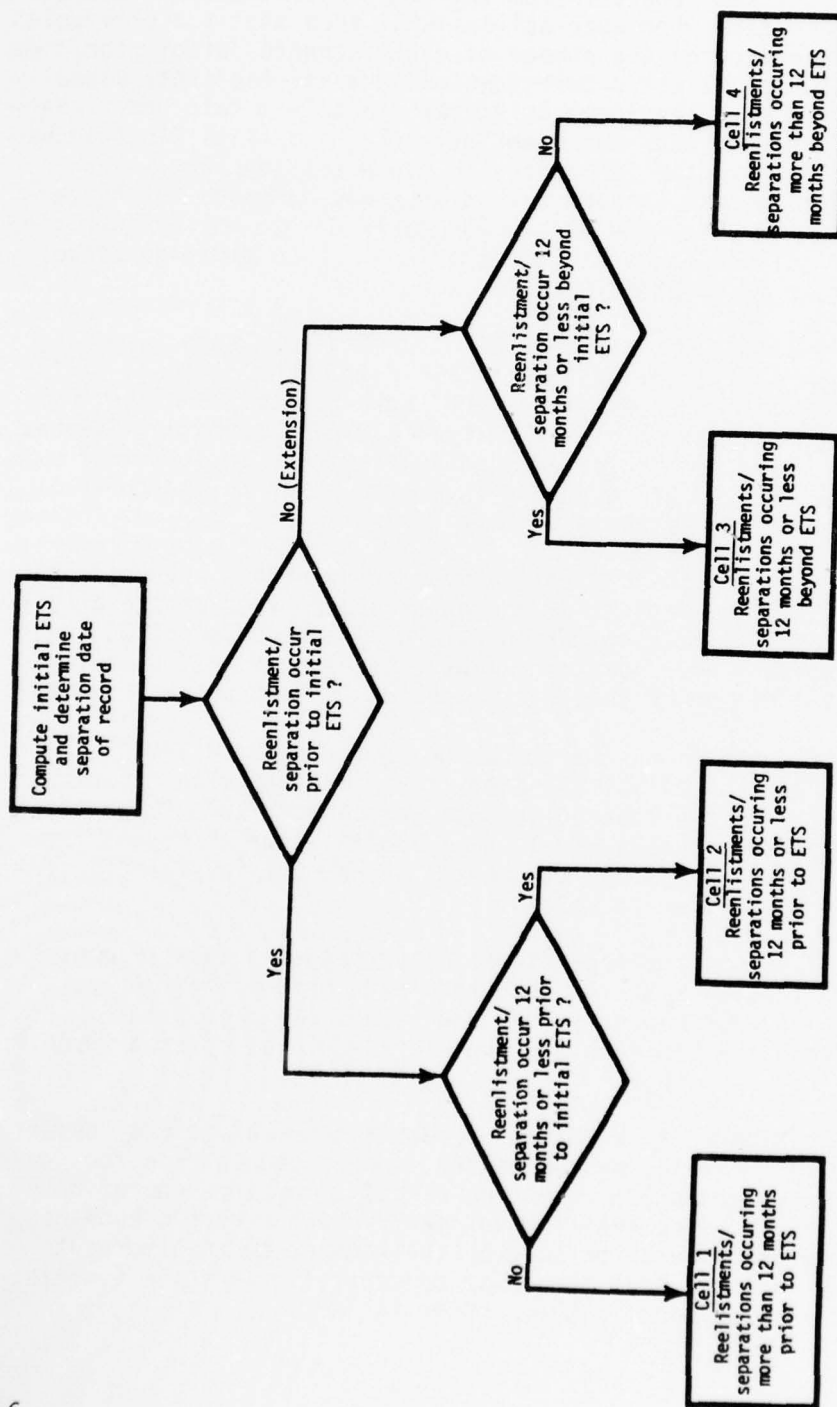 Compute initial ETS
and determine
separation date
of record
Reenlistment/
separation occur
prior to initial
ETS ?
Yes
No (Extension)
Reenlistment/
separation occur 12
months or less prior
to initial ETS ?
No
Yes
Reenlistment/
separation occur 12
months or less beyond
initial
ETS ?
Yes
No
Cell 1
Reelistments/
separations occuring
more than 12 months
prior to ETS
Cell 2
Reenlistments/
separations occuring
12 months or less
prior to ETS
Cell 3
Reenlistments/
separations occuring
12 months or less
beyond ETS
Cell 4
Reenlistments/
separations occuring
more than 12
months beyond ETS